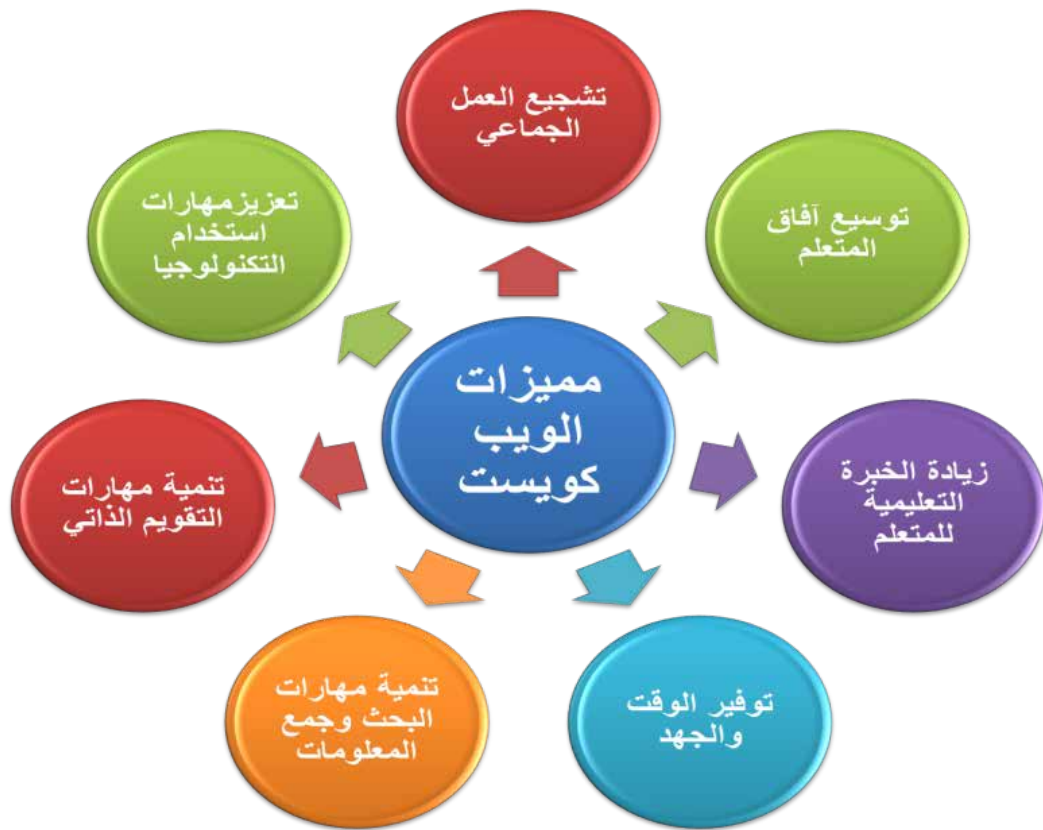 تشجيع العمل
الجماعي
توسيع آفاق
المتعلم
تعزيزمهارات
استخدام
التكنولوجيا
مميزات
الويب
كويست
زيادة الخبرة
التعليمية
للمتعلم
تنمية مهارات
التقويم الذاتي
توفير الوقت
والجهد
تنمية مهارات
البحث وجمع
المعلومات